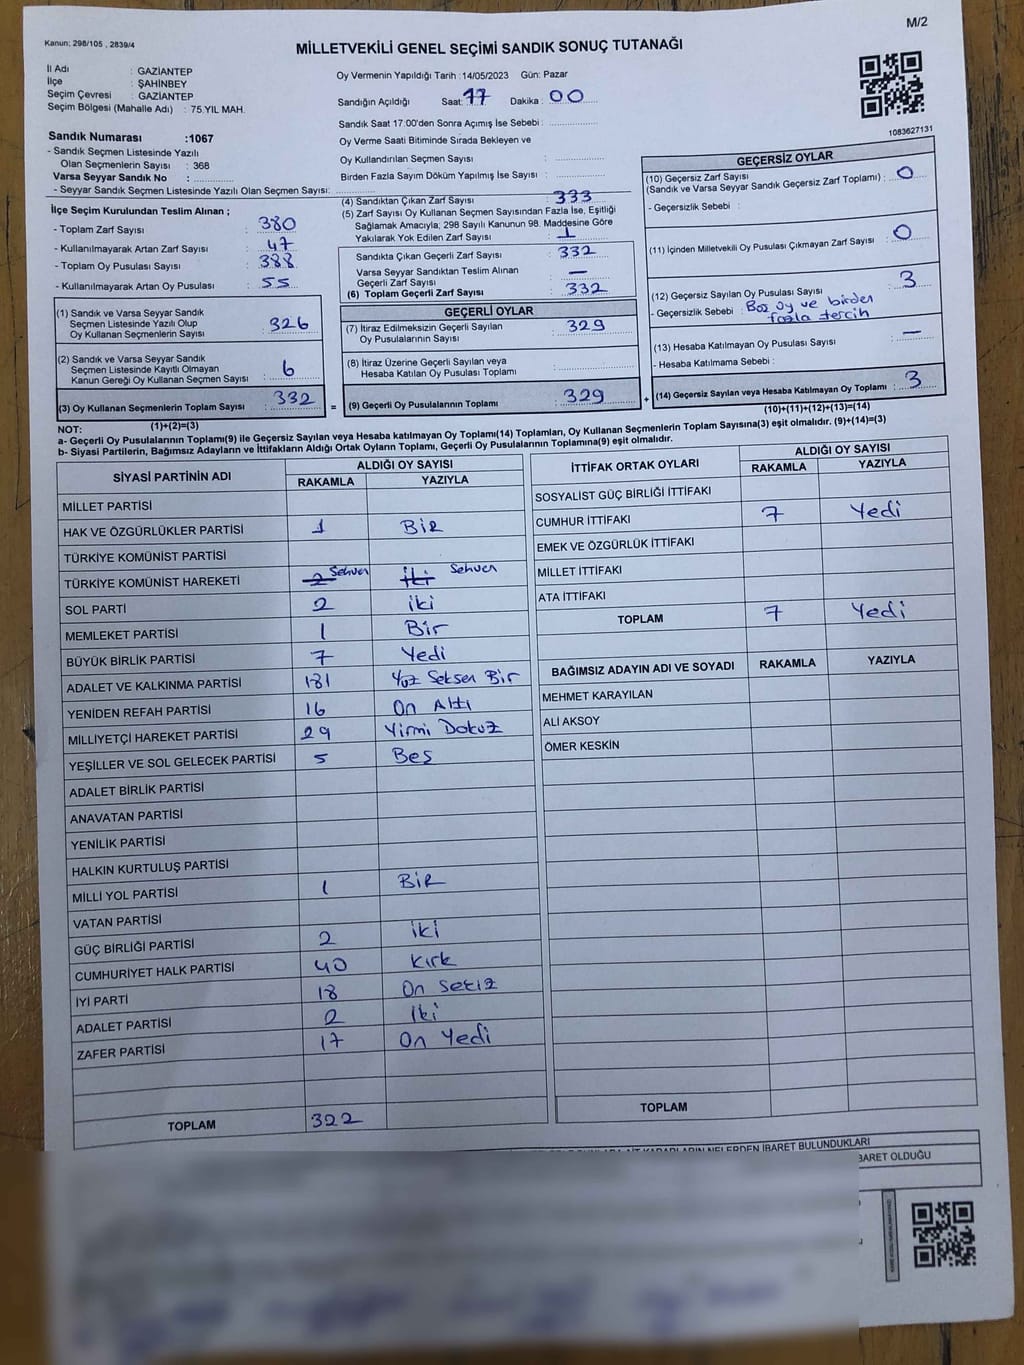 M/2
Kanun; 298/105 , 2839/4
MİLLETVEKİLİ GENEL SEÇİMİ SANDIK SONUÇ TUTANAĞI
İl Adı : GAZİANTEP
İlçe : ŞAHİNBEY
Seçim Çevresi : GAZİANTEP
Seçim Bölgesi (Mahalle Adı) : 75.YIL MAH.
Sandık Numarası :1067
- Sandık Seçmen Listesinde Yazılı
Olan Seçmenlerin Sayısı : 368
Varsa Seyyar Sandık No :
- Seyyar Sandık Seçmen Listesinde Yazılı Olan Seçmen Sayısı:
Oy Vermenin Yapıldığı Tarih :14/05/2023 Gün: Pazar
Sandığın Açıldığı Saat: 17 Dakika : 00
Sandık Saat 17:00'den Sonra Açımış İse Sebebi :
Oy Verme Saati Bitiminde Sırada Bekleyen ve
Oy Kullandırılan Seçmen Sayısı :
Birden Fazla Sayım Döküm Yapılmış İse Sayısı :
1083627131
İlçe Seçim Kurulundan Teslim Alınan ;
- Toplam Zarf Sayısı : 380
- Kullanılmayarak Artan Zarf Sayısı : 47
- Toplam Oy Pusulası Sayısı : 388
- Kullanılmayarak Artan Oy Pusulası : 55
(1) Sandık ve Varsa Seyyar Sandık
Seçmen Listesinde Yazılı Olup
Oy Kullanan Seçmenlerin Sayısı : 326
(2) Sandık ve Varsa Seyyar Sandık
Seçmen Listesinde Kayıtlı Olmayan
Kanun Gereği Oy Kullanan Seçmen Sayısı : 6
(3) Oy Kullanan Seçmenlerin Toplam Sayısı : 332
(1)+(2)=(3)
(4) Sandıktan Çıkan Zarf Sayısı : 333
(5) Zarf Sayısı Oy Kullanan Seçmen Sayısından Fazla İse, Eşitliği
Sağlamak Amacıyla; 298 Sayılı Kanunun 98. Maddesine Göre
Yakılarak Yok Edilen Zarf Sayısı : 1
Sandıkta Çıkan Geçerli Zarf Sayısı : 332
Varsa Seyyar Sandıktan Teslim Alınan
Geçerli Zarf Sayısı : —
(6) Toplam Geçerli Zarf Sayısı : 332
GEÇERLİ OYLAR
(7) İtiraz Edilmeksizin Geçerli Sayılan
Oy Pusulalarının Sayısı : 329
(8) İtiraz Üzerine Geçerli Sayılan veya
Hesaba Katılan Oy Pusulası Toplamı :
= (9) Geçerli Oy Pusulalarının Toplamı : 329
GEÇERSİZ OYLAR
(10) Geçersiz Zarf Sayısı
(Sandık ve Varsa Seyyar Sandık Geçersiz Zarf Toplamı) : 0
- Geçersizlik Sebebi :
(11) İçinden Milletvekili Oy Pusulası Çıkmayan Zarf Sayısı : 0
(12) Geçersiz Sayılan Oy Pusulası Sayısı : 3
- Geçersizlik Sebebi : Boş oy ve birden
fazla tercih
(13) Hesaba Katılmayan Oy Pusulası Sayısı : —
- Hesaba Katılmama Sebebi :
+ (14) Geçersiz Sayılan veya Hesaba Katılmayan Oy Toplamı : 3
(10)+(11)+(12)+(13)=(14)
NOT:
a- Geçerli Oy Pusulalarının Toplamı(9) ile Geçersiz Sayılan veya Hesaba katılmayan Oy Toplamı(14) Toplamları, Oy Kullanan Seçmenlerin Toplam Sayısına(3) eşit olmalıdır. (9)+(14)=(3)
b- Siyasi Partilerin, Bağımsız Adayların ve İttifakların Aldığı Ortak Oyların Toplamı, Geçerli Oy Pusulalarının Toplamına(9) eşit olmalıdır.
SİYASİ PARTİNİN ADI ALDIĞI OY SAYISI
RAKAMLA YAZIYLA
MİLLET PARTİSİ
HAK VE ÖZGÜRLÜKLER PARTİSİ 1 Bir
TÜRKİYE KOMÜNİST PARTİSİ
TÜRKİYE KOMÜNİST HAREKETİ 2 Sehven iki Sehven
SOL PARTİ 2 iki
MEMLEKET PARTİSİ 1 Bir
BÜYÜK BİRLİK PARTİSİ 7 Yedi
ADALET VE KALKINMA PARTİSİ 181 Yüz Seksen Bir
YENİDEN REFAH PARTİSİ 16 On Altı
MİLLİYETÇİ HAREKET PARTİSİ 29 Yirmi Dokuz
YEŞİLLER VE SOL GELECEK PARTİSİ 5 Beş
ADALET BİRLİK PARTİSİ
ANAVATAN PARTİSİ
YENİLİK PARTİSİ
HALKIN KURTULUŞ PARTİSİ
MİLLİ YOL PARTİSİ 1 Bir
VATAN PARTİSİ
GÜÇ BİRLİĞİ PARTİSİ 2 iki
CUMHURİYET HALK PARTİSİ 40 Kırk
İYİ PARTİ 18 On Sekiz
ADALET PARTİSİ 2 İki
ZAFER PARTİSİ 17 On Yedi
TOPLAM 322
İTTİFAK ORTAK OYLARI ALDIĞI OY SAYISI
RAKAMLA YAZIYLA
SOSYALİST GÜÇ BİRLİĞİ İTTİFAKI
CUMHUR İTTİFAKI 7 Yedi
EMEK VE ÖZGÜRLÜK İTTİFAKI
MİLLET İTTİFAKI
ATA İTTİFAKI
TOPLAM 7 Yedi
BAĞIMSIZ ADAYIN ADI VE SOYADI RAKAMLA YAZIYLA
MEHMET KARAYILAN
ALİ AKSOY
ÖMER KESKİN
TOPLAM
NELERDEN İBARET BULUNDUKLARI
BARET OLDUĞU